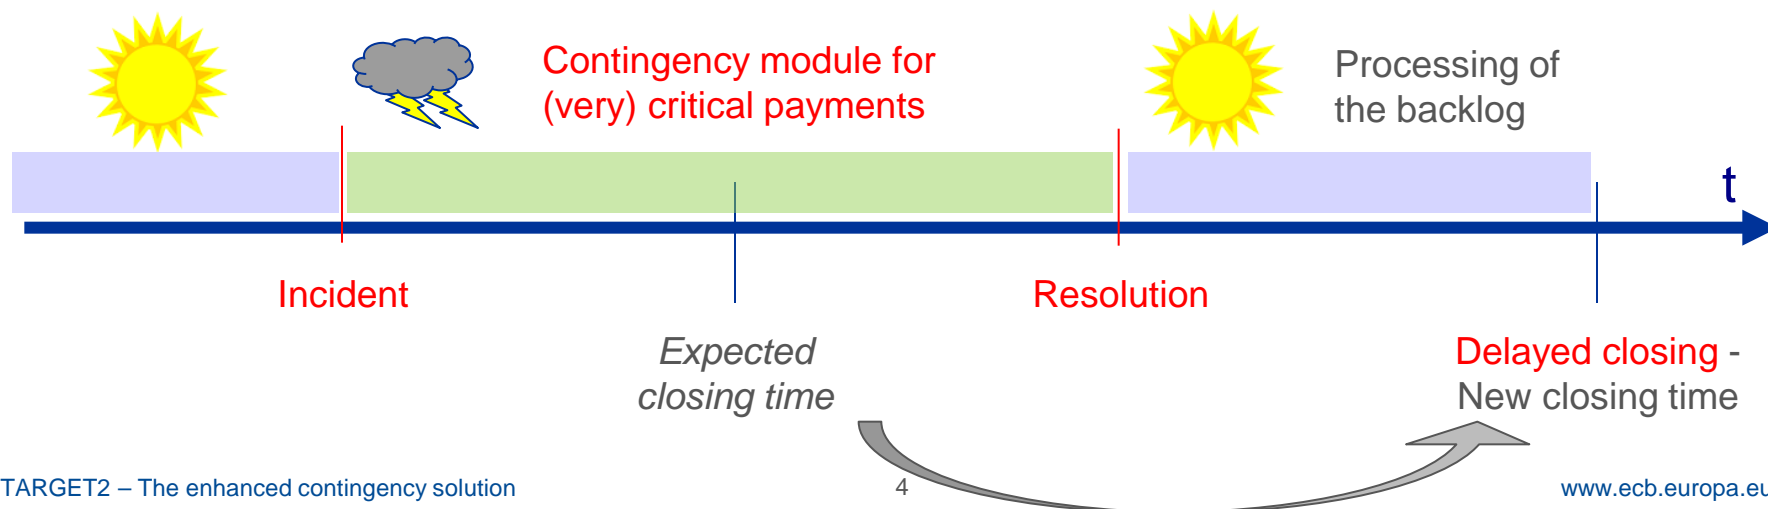 Contingency module for
(very) critical payments
Processing of
the backlog
t
Incident
Resolution
Expected
closing time
Delayed closing -
New closing time
TARGET2 – The enhanced contingency solution
4
www.ecb.europa.eu